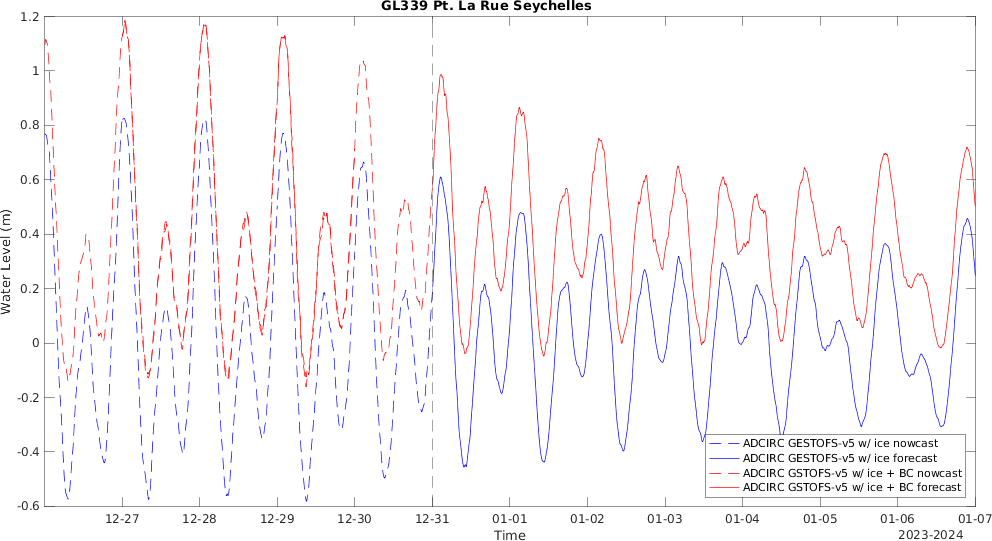 GL339 Pt. La Rue Seychelles
1.2
1
0.8
0.6
0.4
0.2
0
-0.2
-0.4
-0.6
Water Level (m)
ADCIRC GESTOFS-v5 w/ ice nowcast
ADCIRC GESTOFS-v5 w/ ice forecast
ADCIRC GSTOFS-v5 w/ ice + BC nowcast
ADCIRC GSTOFS-v5 w/ ice + BC forecast
12-27 12-28 12-29 12-30 12-31 01-01 01-02 01-03 01-04 01-05 01-06 01-07
Time
2023-2024